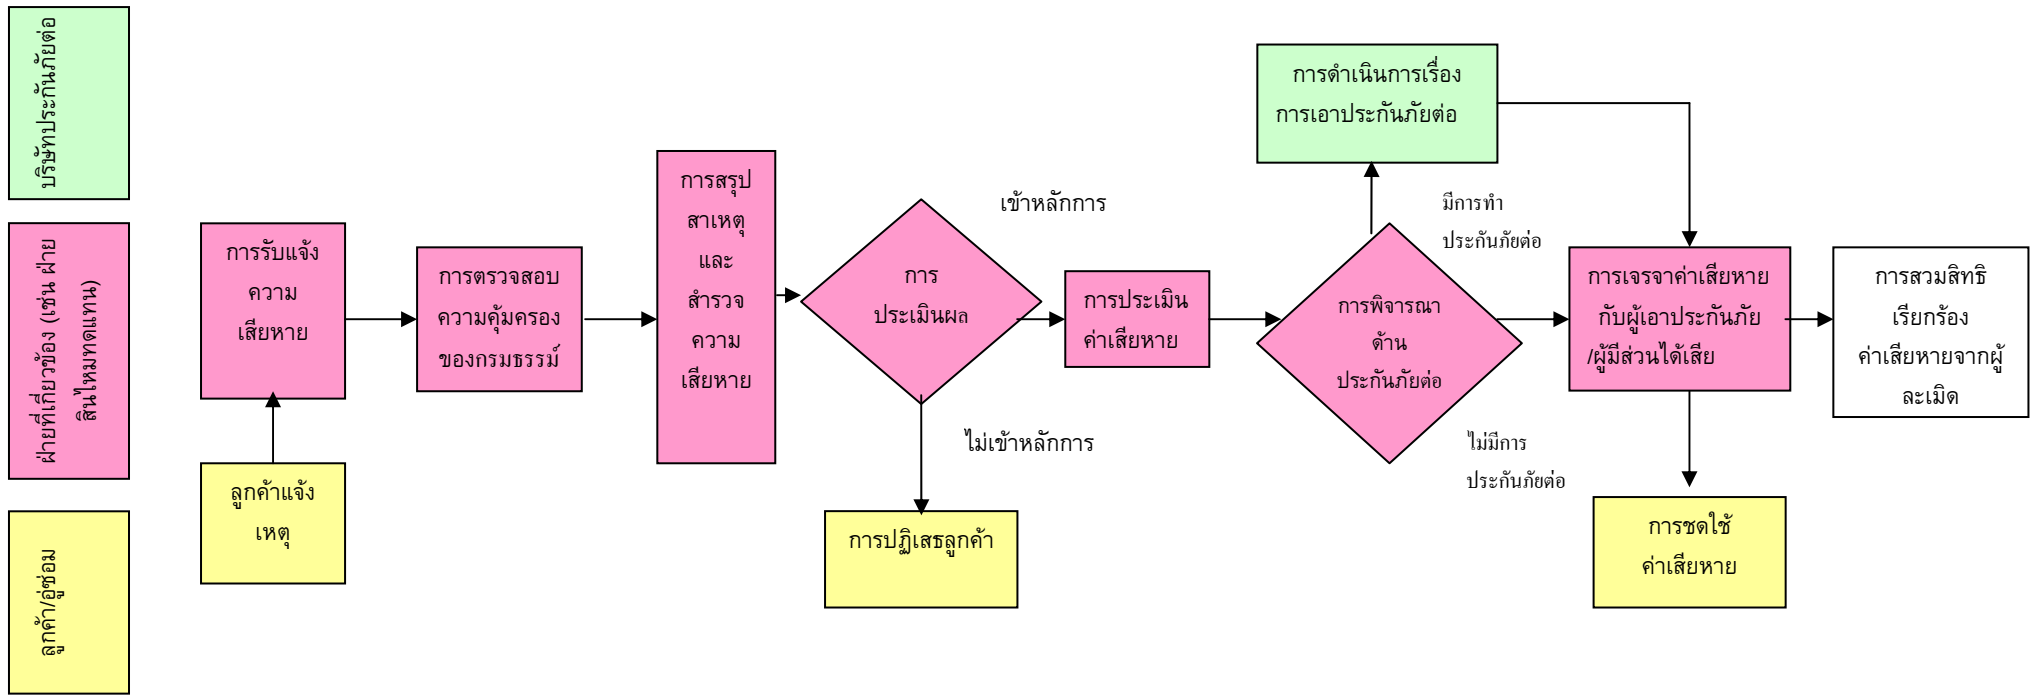 บริษัทประกันภัยต่อ
ฝ่ายที่เกี่ยวข้อง (เช่น ฝ่าย
สินไหมทดแทน)
ลูกค้า/อู่ซ่อม
ลูกค้าแจ้ง
เหตุ
การรับแจ้ง
ความ
เสียหาย
การตรวจสอบ
ความคุ้มครอง
ของกรมธรรม์
การสรุป
สาเหตุ
และ
สำรวจ
ความ
เสียหาย
การ
ประเมินผล
เข้าหลักการ
ไม่เข้าหลักการ
การปฏิเสธลูกค้า
การประเมิน
ค่าเสียหาย
การพิจารณา
ด้าน
ประกันภัยต่อ
มีการทำ
ประกันภัยต่อ
ไม่มีการ
ประกันภัยต่อ
การดำเนินการเรื่อง
การเอาประกันภัยต่อ
การเจรจาค่าเสียหาย
กับผู้เอาประกันภัย
/ผู้มีส่วนได้เสีย
การชดใช้
ค่าเสียหาย
การสวมสิทธิ
เรียกร้อง
ค่าเสียหายจากผู้
ละเมิด